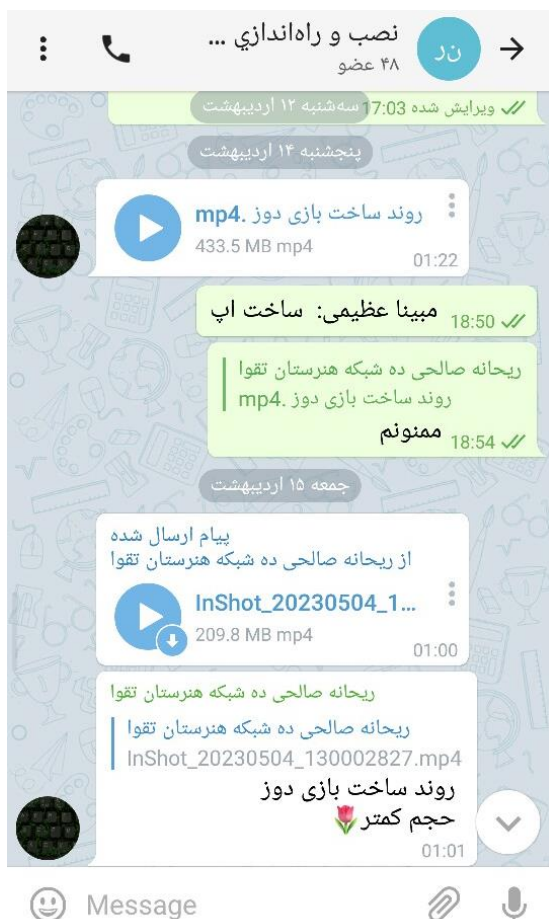 نصب و راه‌اندازي ...
۴۸ عضو
ن‌ر
سه‌شنبه ۱۲ اردیبهشت
ویرایش شده 17:03
پنجشنبه ۱۴ اردیبهشت
روند ساخت بازی دوز .mp4
433.5 MB mp4
01:22
مبینا عظیمی: ساخت اپ
18:50
ریحانه صالحی ده شبکه هنرستان تقوا
روند ساخت بازی دوز .mp4
ممنونم
18:54
جمعه ۱۵ اردیبهشت
پیام ارسال شده
از ریحانه صالحی ده شبکه هنرستان تقوا
InShot_20230504_1...
209.8 MB mp4
01:00
ریحانه صالحی ده شبکه هنرستان تقوا
ریحانه صالحی ده شبکه هنرستان تقوا
InShot_20230504_130002827.mp4
روند ساخت بازی دوز
حجم کمتر🌷
01:01
Message